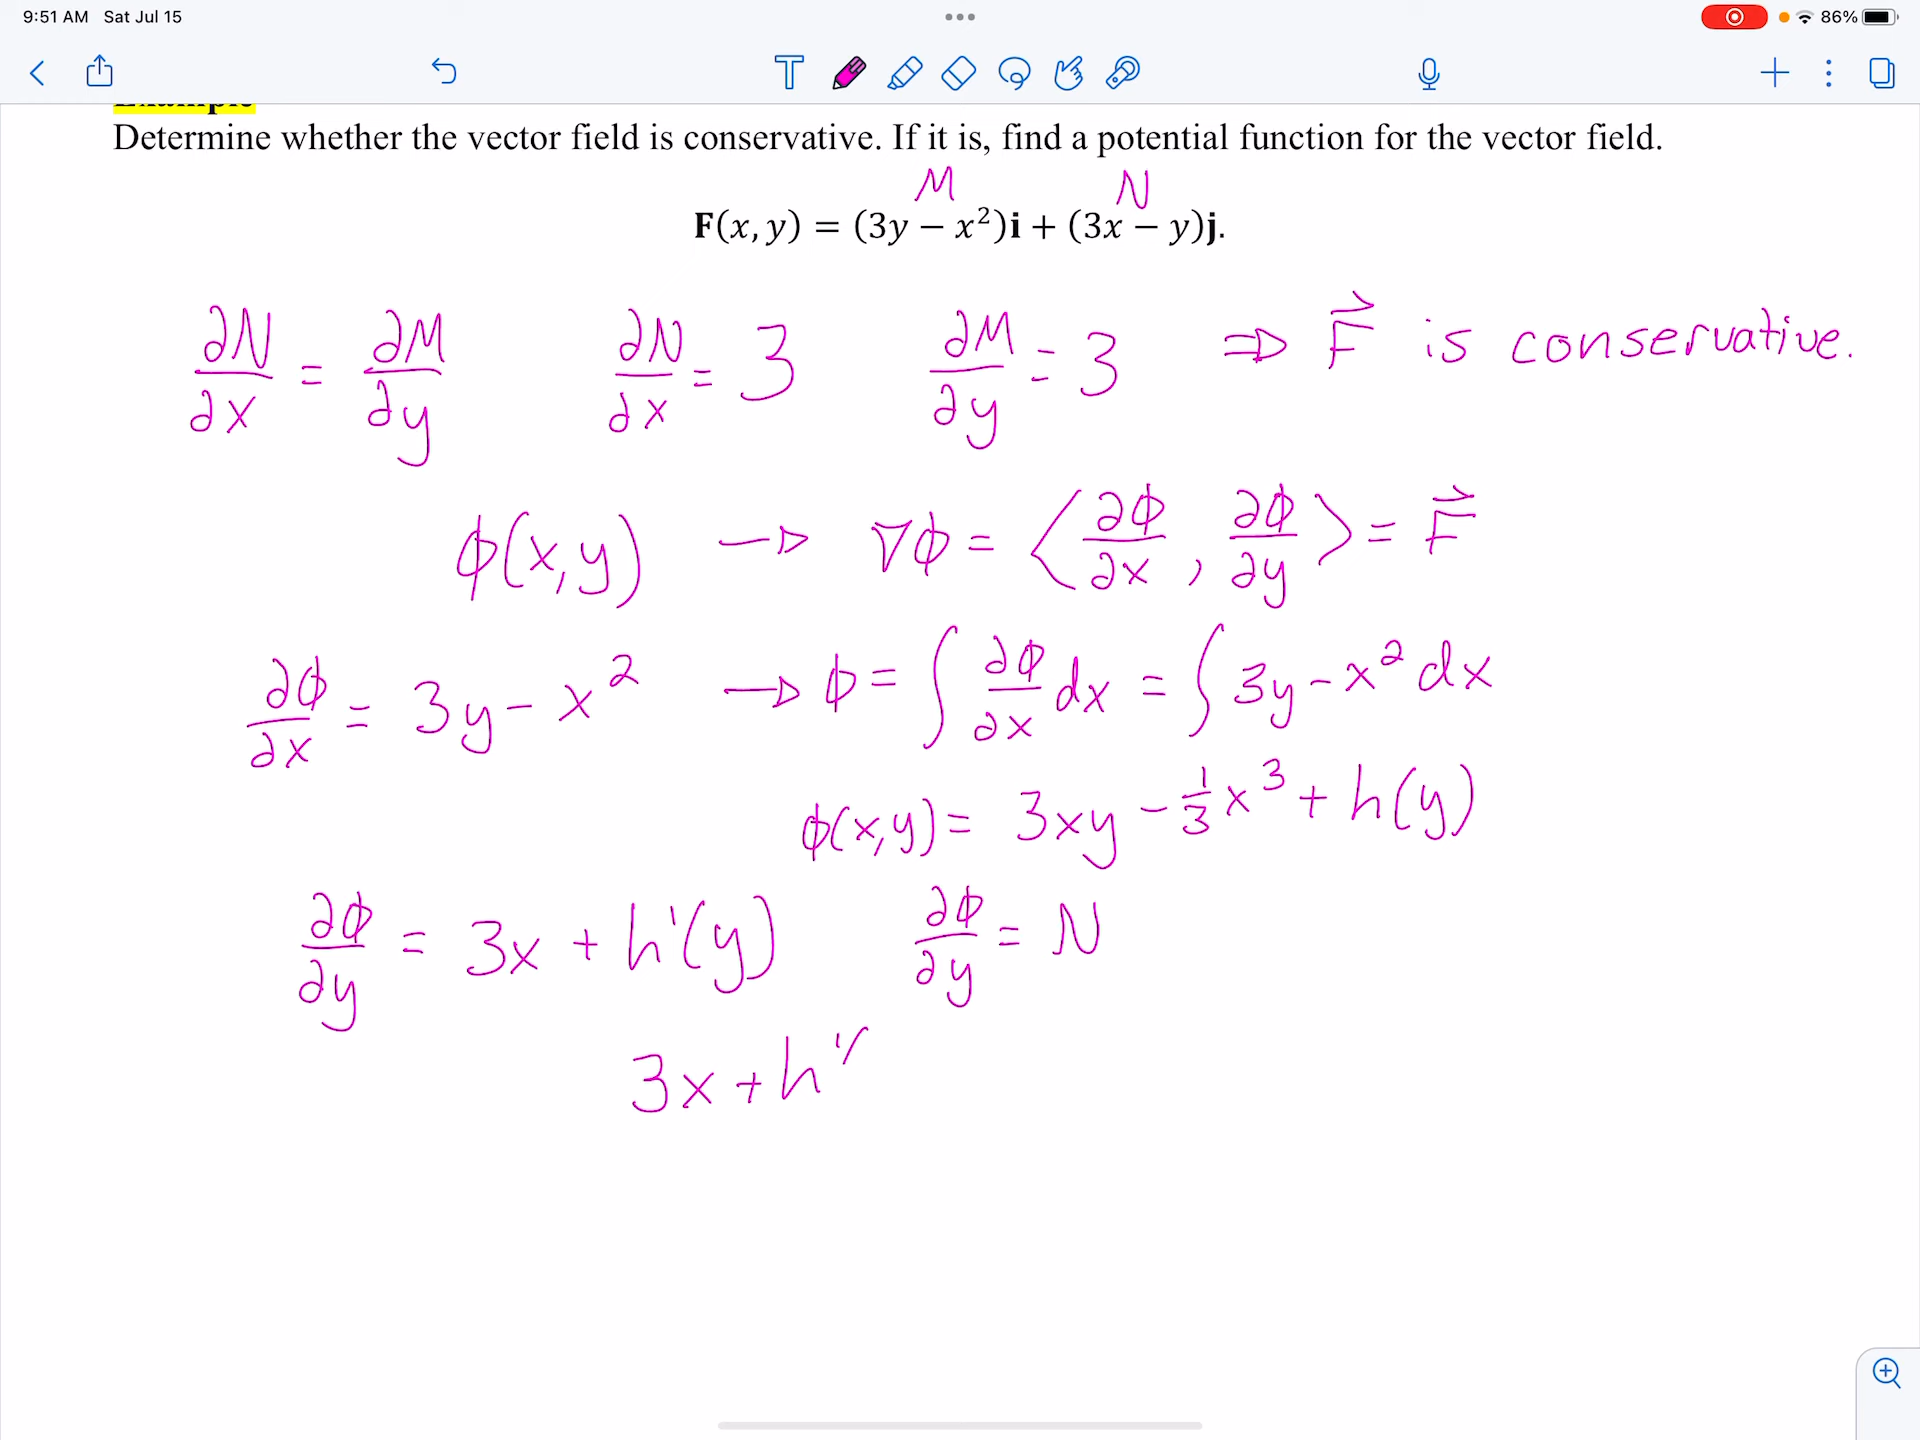 9:51 AM Sat Jul 15 86%
Example
Determine whether the vector field is conservative. If it is, find a potential function for the vector field.
M N
F(x, y) = (3y − x²)i + (3x − y)j.
∂N/∂x = ∂M/∂y ∂N/∂x = 3 ∂M/∂y = 3 ⇒ F⃗ is conservative.
ϕ(x,y) → ∇ϕ = ⟨∂ϕ/∂x, ∂ϕ/∂y⟩ = F⃗
∂ϕ/∂x = 3y - x² → ϕ = ∫ ∂ϕ/∂x dx = ∫ 3y - x² dx
ϕ(x,y) = 3xy - 1/3 x³ + h(y)
∂ϕ/∂y = 3x + h'(y) ∂ϕ/∂y = N
3x + h'(